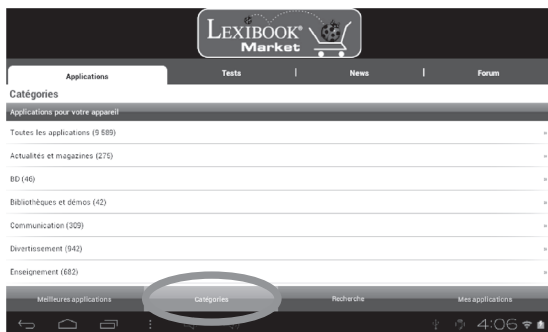 LEXIBOOK®
Market
Applications Tests | News | Forum
Catégories
Applications pour votre appareil
Toutes les applications (9 589)
Actualités et magazines (275)
BD (46)
Bibliothèques et démos (42)
Communication (309)
Divertissement (942)
Enseignement (682)
Meilleures applications Catégories Recherche Mes applications
4:06